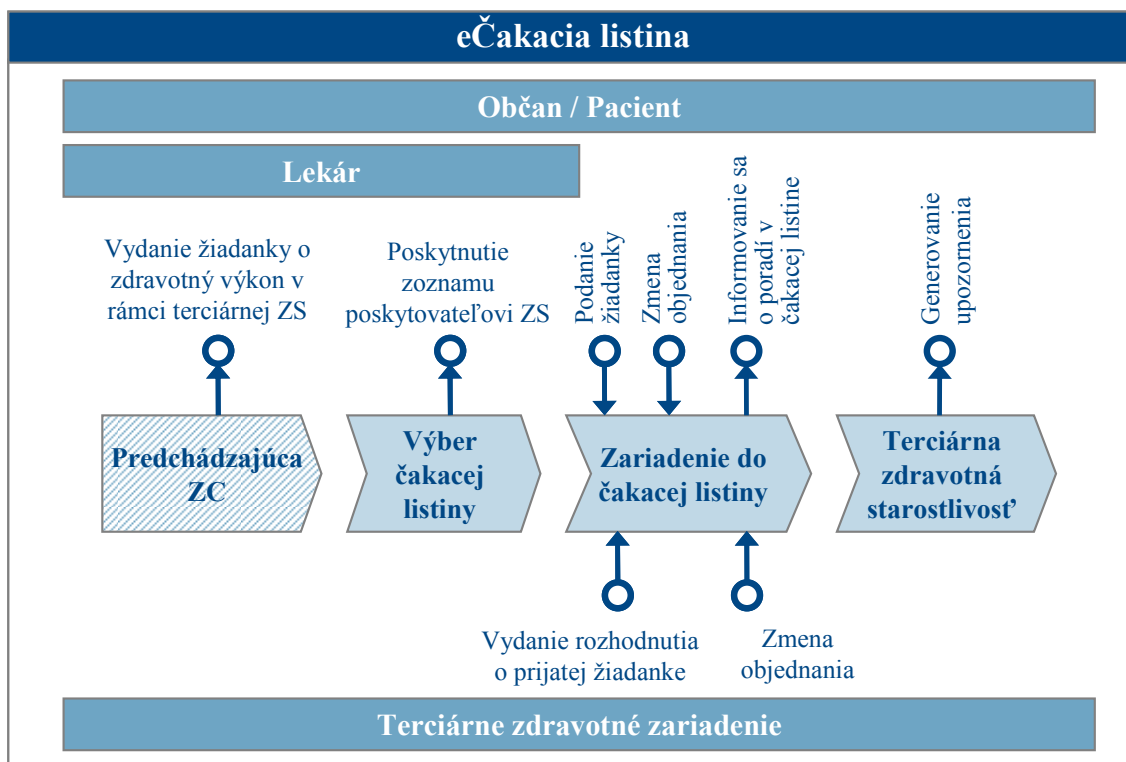 eČakacia listina
Občan / Pacient
Lekár
Vydanie žiadanky o
zdravotný výkon v
rámci terciárnej ZS
Poskytnutie
zoznamu
poskytovateľovi ZS
Podanie
žiadanky
Zmena
objednania
Informovanie sa
o poradí v
čakacej listine
Generovanie
upozornenia
Predchádzajúca
ZC
Výber
čakacej
listiny
Zariadenie do
čakacej listiny
Terciárna
zdravotná
starostlivosť
Vydanie rozhodnutia
o prijatej žiadanke
Zmena
objednania
Terciárne zdravotné zariadenie